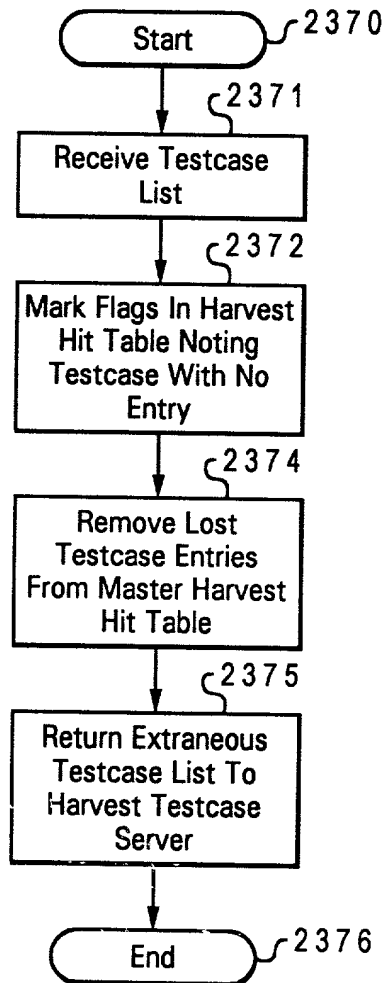 Start
2370
2371
Receive Testcase
List
2372
Mark Flags In Harvest
Hit Table Noting
Testcase With No
Entry
2374
Remove Lost
Testcase Entries
From Master Harvest
Hit Table
2375
Return Extraneous
Testcase List To
Harvest Testcase
Server
End
2376